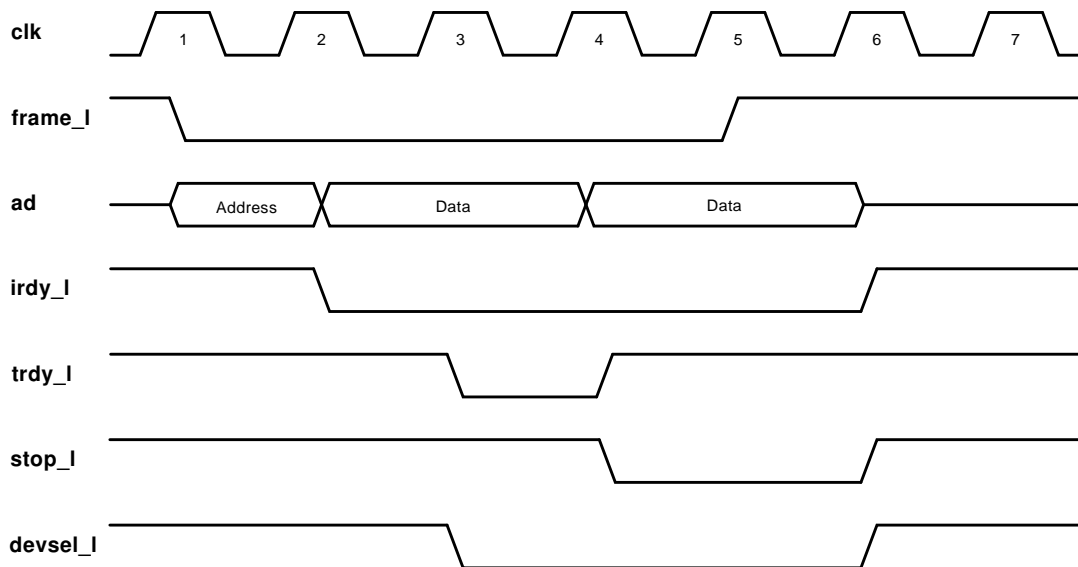 clk 1 2 3 4 5 6 7
frame_l
ad Address Data Data
irdy_l
trdy_l
stop_l
devsel_l